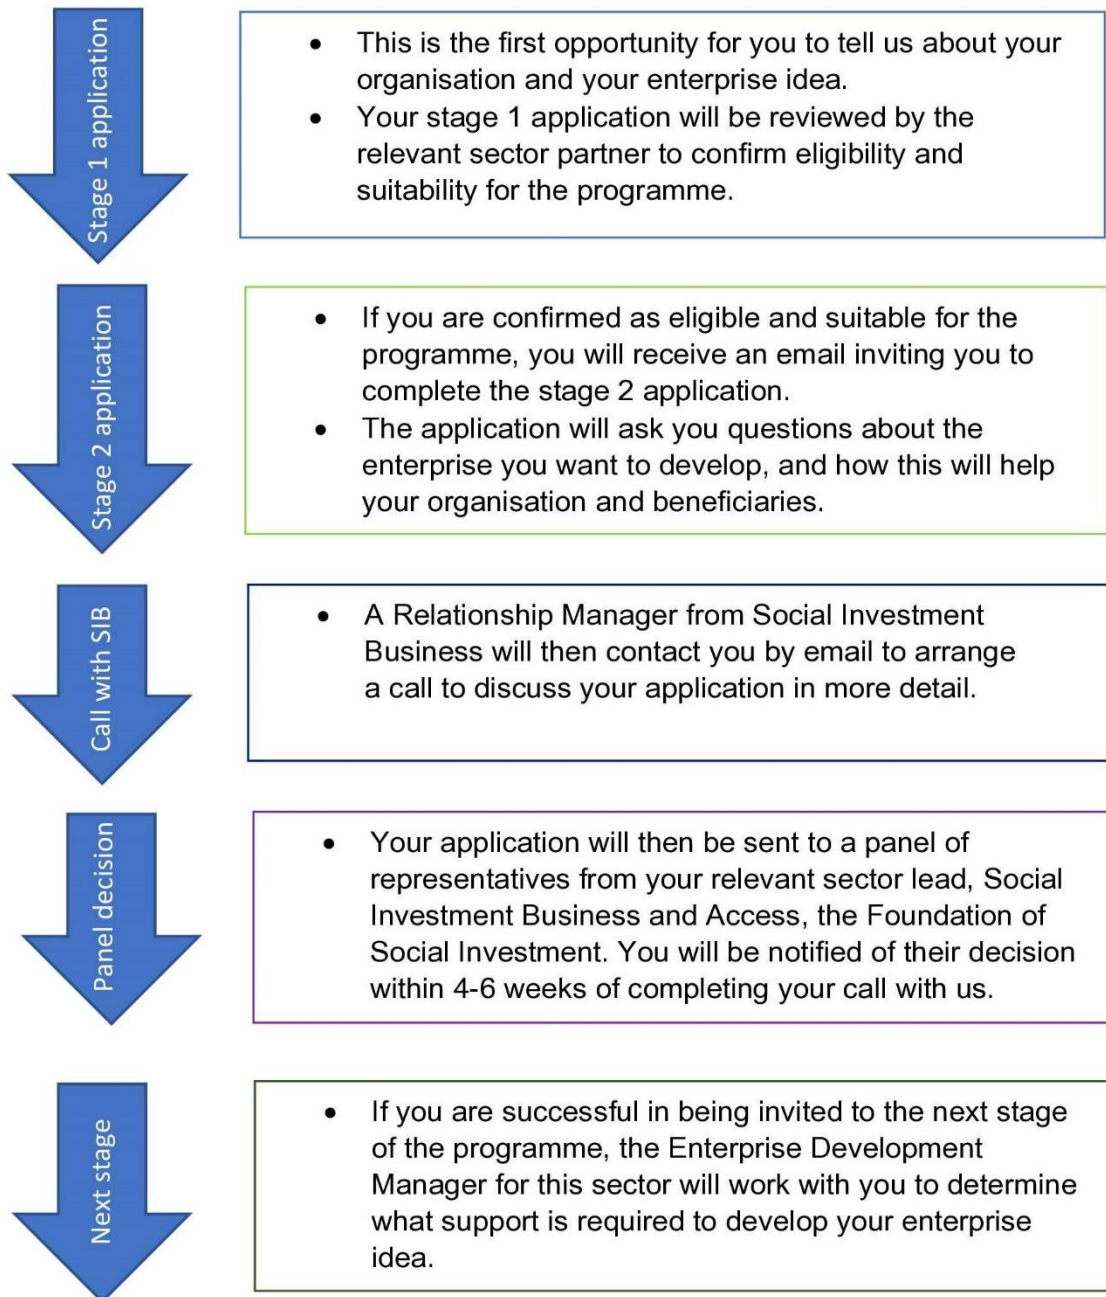 Stage 1 application
• This is the first opportunity for you to tell us about your
organisation and your enterprise idea.
• Your stage 1 application will be reviewed by the
relevant sector partner to confirm eligibility and
suitability for the programme.
Stage 2 application
• If you are confirmed as eligible and suitable for the
programme, you will receive an email inviting you to
complete the stage 2 application.
• The application will ask you questions about the
enterprise you want to develop, and how this will help
your organisation and beneficiaries.
Call with SIB
• A Relationship Manager from Social Investment
Business will then contact you by email to arrange
a call to discuss your application in more detail.
Panel decision
• Your application will then be sent to a panel of
representatives from your relevant sector lead, Social
Investment Business and Access, the Foundation of
Social Investment. You will be notified of their decision
within 4-6 weeks of completing your call with us.
Next stage
• If you are successful in being invited to the next stage
of the programme, the Enterprise Development
Manager for this sector will work with you to determine
what support is required to develop your enterprise
idea.